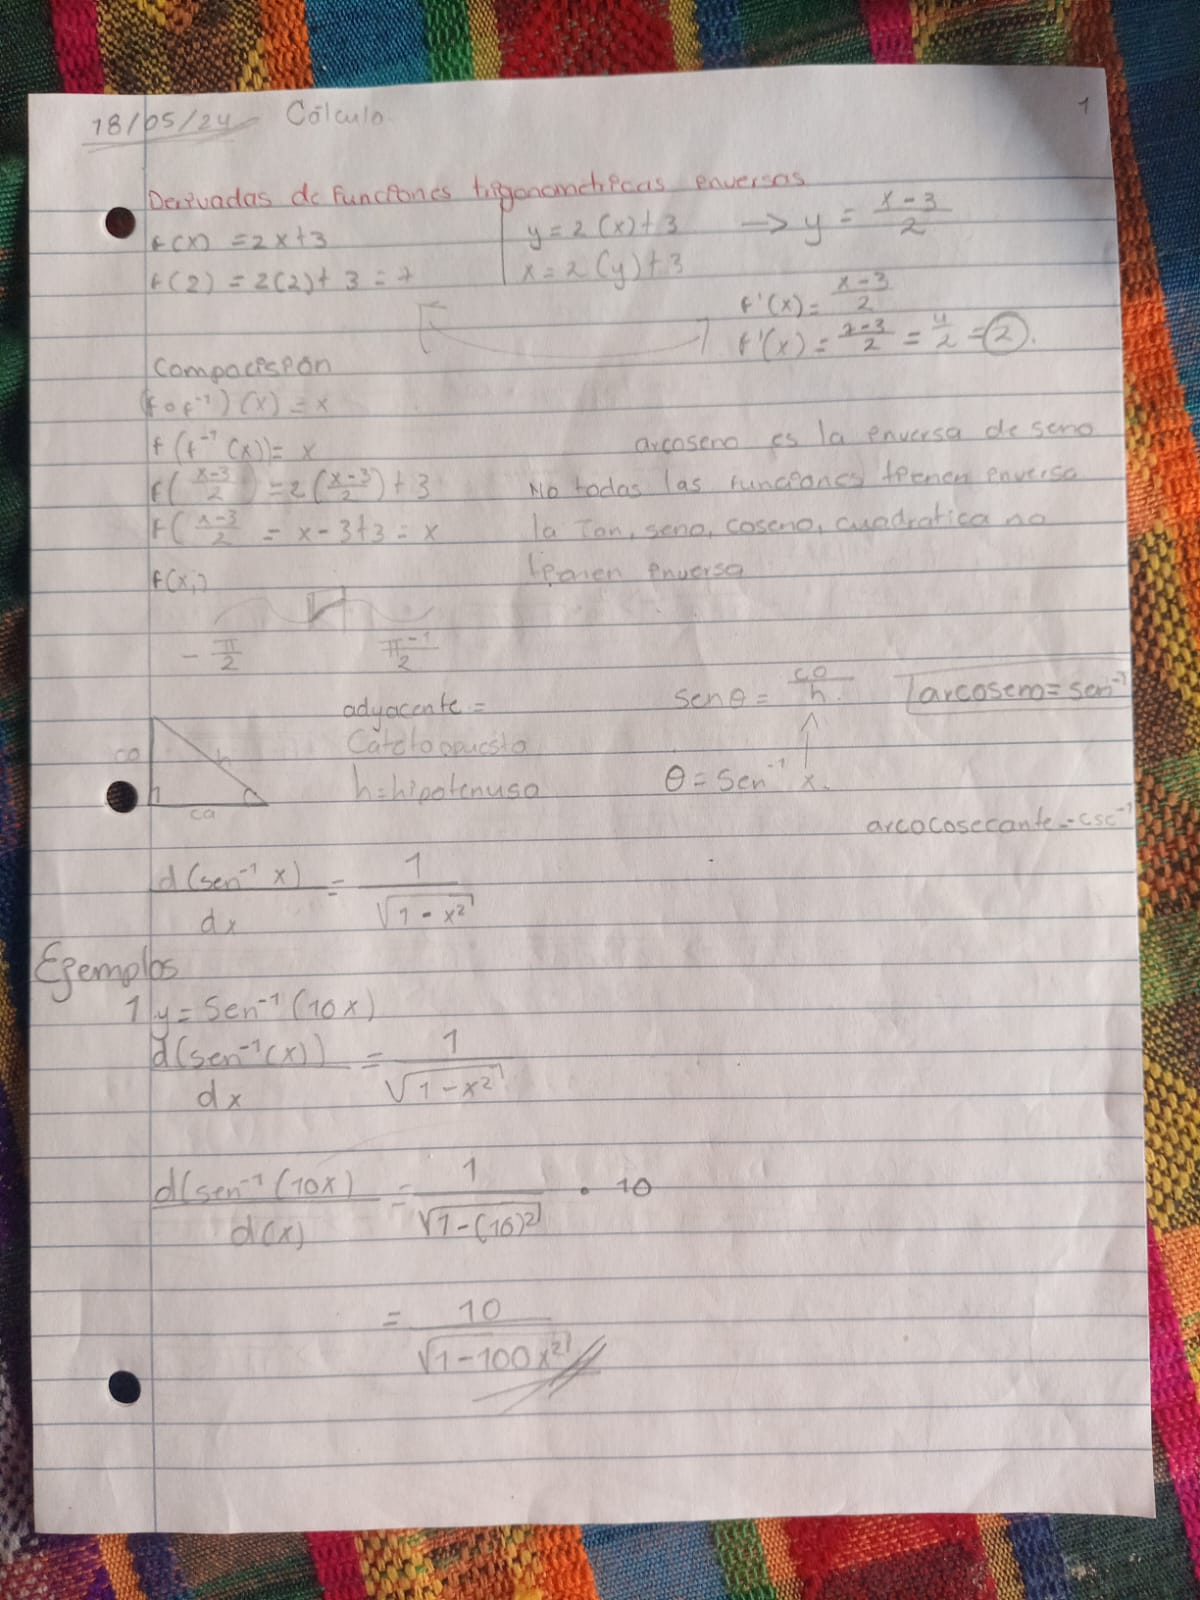 18/05/24 Cálculo. 1
Derivadas de Funciones trigonometricas enversas
f(x) = 2x+3
f(2) = 2(2)+ 3 = 7
y = 2(x)+3 → y = x-3/2
x = 2(y)+3
f'(x) = x-3/2
f'(x) = 7-3/2 = 4/2 = 2.
Compocisión
(f o f⁻¹)(x) = x
f(f⁻¹(x)) = x
f(x-3/2) = 2(x-3/2)+3
f(x-3/2 = x-3+3 = x
f(x,)
arcoseno es la enversa de seno
No todas las funciones tienen enversa
la Tan, seno, coseno, cuadratica no
tienen enversa
- π/2 π⁻¹/2
co h
ca
adyacente =
Cateto opuesto
h = hipotenusa
sen θ = co/h. arcoseno = sen⁻¹
θ = Sen⁻¹ x.
arcocosecante = csc⁻¹
d(sen⁻¹ x)/dx = 1/√1-x²
Ejemplos
1 y = Sen⁻¹(10x)
d(sen⁻¹(x))/dx = 1/√1-x²
d(sen⁻¹(10x)/d(x) = 1/√1-(10)² · 10
= 10/√1-100x²